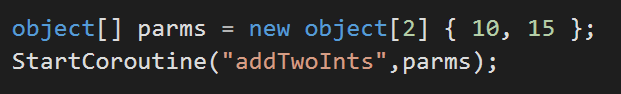 object[] parms = new object[2] { 10, 15 };
StartCoroutine("addTwoInts",parms);